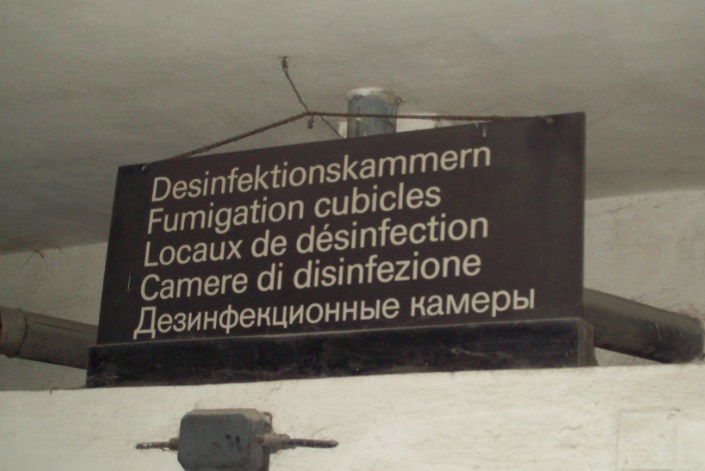 Desinfektionskammern
Fumigation cubicles
Locaux de désinfection
Camere di disinfezione
Дезинфекционные камеры